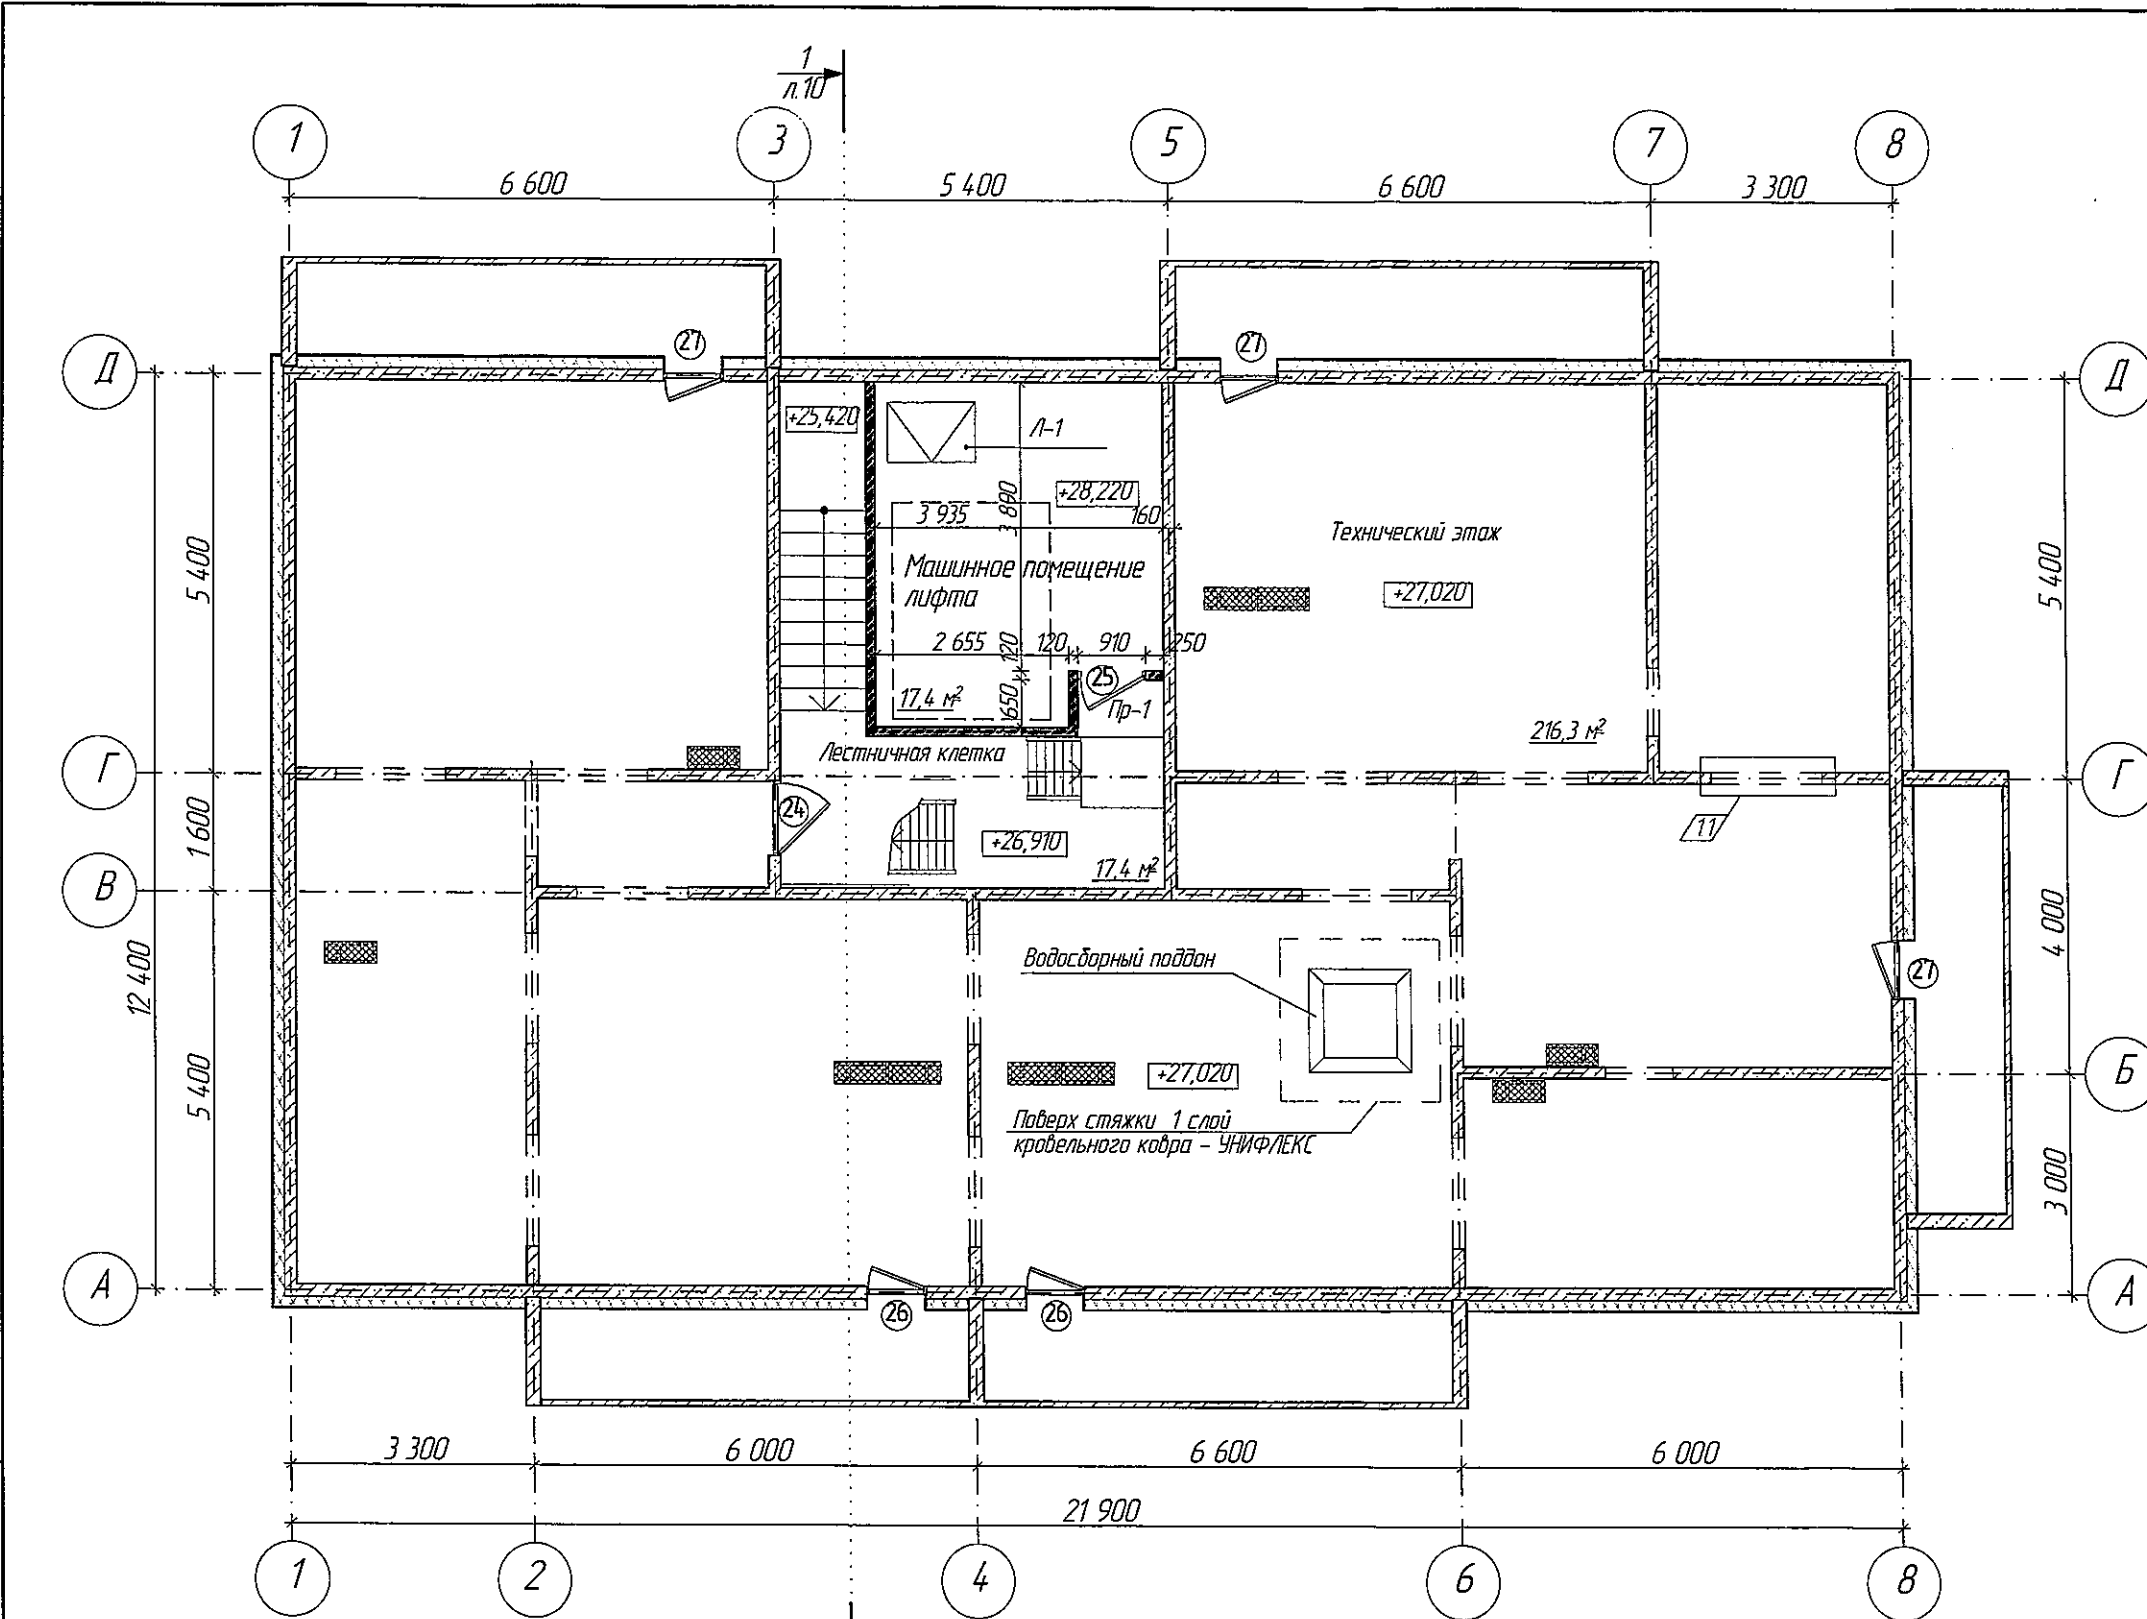 1
л.10
1
3
5
7
8
6 600
5 400
6 600
3 300
27
27
Д
Д
+25,420
Л-1
+28,220
3 890
3 935
160
Технический этаж
5 400
5 400
Машинное помещение
лифта
+27,020
2 655
120
120
910
250
25
17,4 м²
650
Пр-1
216,3 м²
Лестничная клетка
Г
Г
24
1 600
11
+26,910
17,4 м²
В
4 000
Водосборный поддон
27
12 400
5 400
+27,020
Б
Поверх стяжки 1 слой
кровельного ковра – УНИФЛЕКС
3 000
А
А
26
26
3 300
6 000
6 600
6 000
21 900
1
2
4
6
8